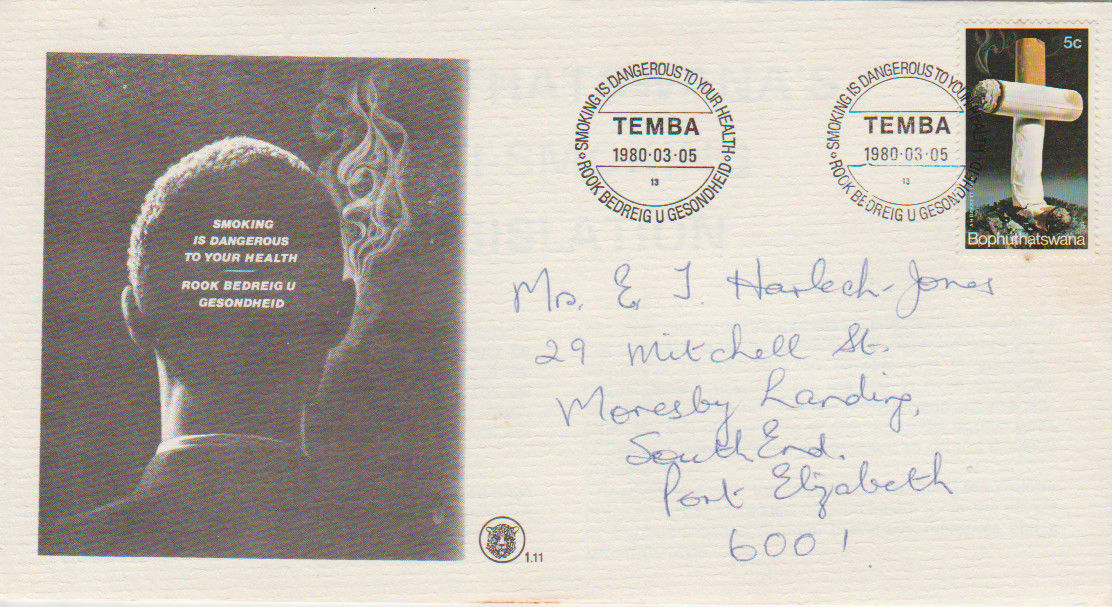 SMOKING
IS DANGEROUS
TO YOUR HEALTH
ROOK BEDREIG U
GESONDHEID
SMOKING IS DANGEROUS TO YOUR HEALTH
TEMBA
1980·03·05
13
ROOK BEDREIG U GESONDHEID
SMOKING IS DANGEROUS TO YOUR
TEMBA
1980·03·05
13
ROOK BEDREIG U GESONDHEID
5c
Bophuthatswana
Mrs. E. J. Harlech-Jones
29 Mitchell St.
Moresby Landing,
South End.
Port Elizabeth
6001
1.11